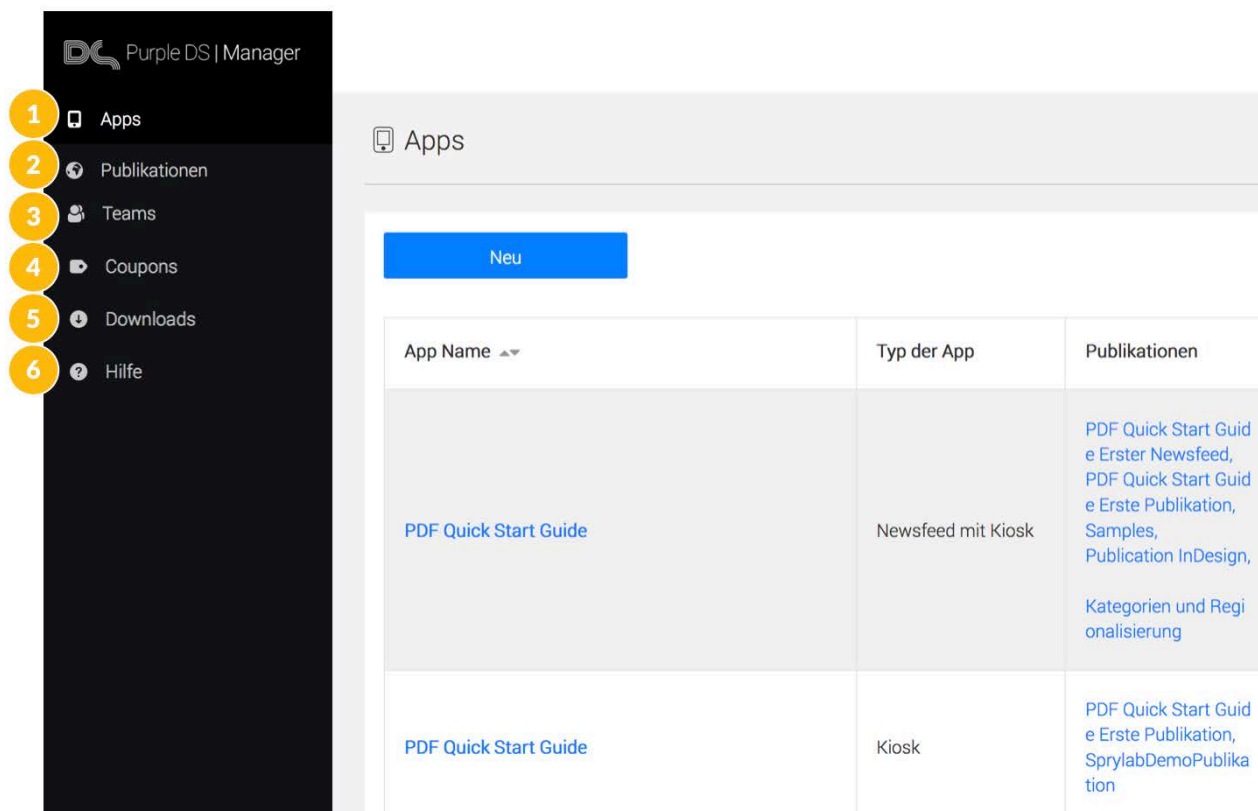 Purple DS | Manager
1 Apps
2 Publikationen
3 Teams
4 Coupons
5 Downloads
6 Hilfe
Apps
Neu
App Name
Typ der App
Publikationen
PDF Quick Start Guide
Newsfeed mit Kiosk
PDF Quick Start Guid
e Erster Newsfeed,
PDF Quick Start Guid
e Erste Publikation,
Samples,
Publication InDesign,
Kategorien und Regi
onalisierung
PDF Quick Start Guide
Kiosk
PDF Quick Start Guid
e Erste Publikation,
SprylabDemoPublika
tion